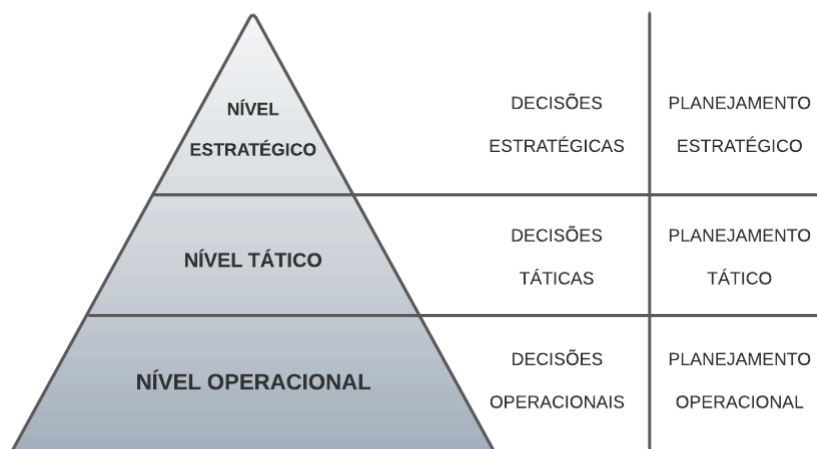 NÍVEL
ESTRATÉGICO
DECISÕES
ESTRATÉGICAS
PLANEJAMENTO
ESTRATÉGICO
NÍVEL TÁTICO
DECISÕES
TÁTICAS
PLANEJAMENTO
TÁTICO
NÍVEL OPERACIONAL
DECISÕES
OPERACIONAIS
PLANEJAMENTO
OPERACIONAL